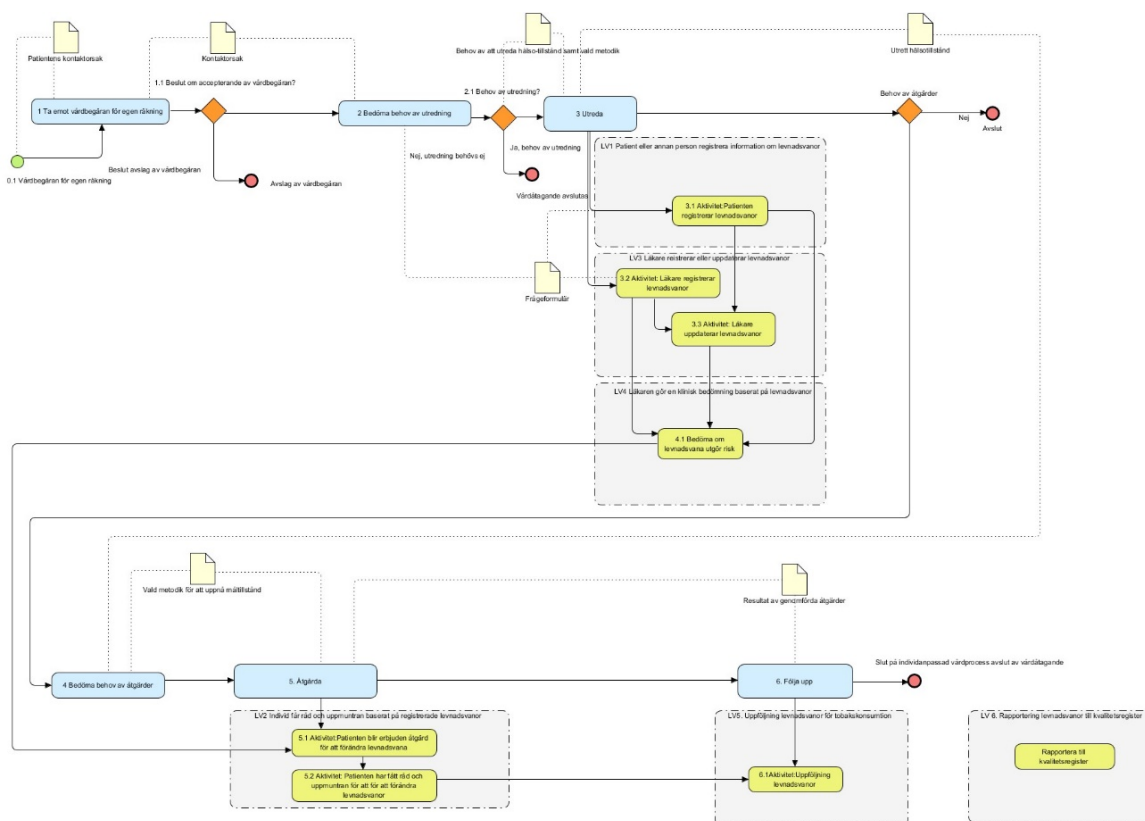 Patientens kontaktorsak
Kontaktorsak
Behov av att utreda hälso-tillstånd samt vald metodik
Utrett hälsotillstånd
1.1 Beslut om accepterande av vårdbegäran?
2.1 Behov av utredning?
Behov av åtgärder
1 Ta emot vårdbegäran för egen räkning
2 Bedöma behov av utredning
3 Utreda
Nej
Avslut
Nej, utredning behövs ej
Ja, behov av utredning
LV1 Patient eller annan person registrera information om levnadsvanor
Beslut avslag av vårdbegäran
0.1 Vårdbegäran för egen räkning
Avslag av vårdbegäran
Vårdåtagande avslutas
3.1 Aktivitet:Patienten
registrerar levnadsvanor
LV3 Läkare reistrerar eller uppdaterar levnadsvanor
3.2 Aktivitet: Läkare registrerar
levnadsvanor
Frågeformulär
3.3 Aktivitet: Läkare
uppdaterar levnadsvanor
LV4 Läkaren gör en klinisk bedömning baserat på levnadsvanor
4.1 Bedöma om
levnadsvana utgör risk
Vald metodik för att uppnå måltillstånd
Resultat av genomförda åtgärder
Slut på individanpassad vårdprocess avslut av vårdåtagande
4 Bedöma behov av åtgärder
5. Åtgärda
6. Följa upp
LV2 Individ får råd och uppmuntran baserat på registrerade levnadsvanor
LV5. Uppföljning levnadsvanor för tobakskonsumtion
LV 6. Rapportering levnadsvanor till kvalitetsregister
5.1 Aktivitet:Patienten blir erbjuden åtgärd
för att förändra levnadsvana
Rapportera till
kvalitetsregister
5.2 Aktivitet: Patienten har fått råd och
uppmuntran för att för att förändra
levnadsvanor
6.1Aktivitet:Uppföljning
levnadsvanor